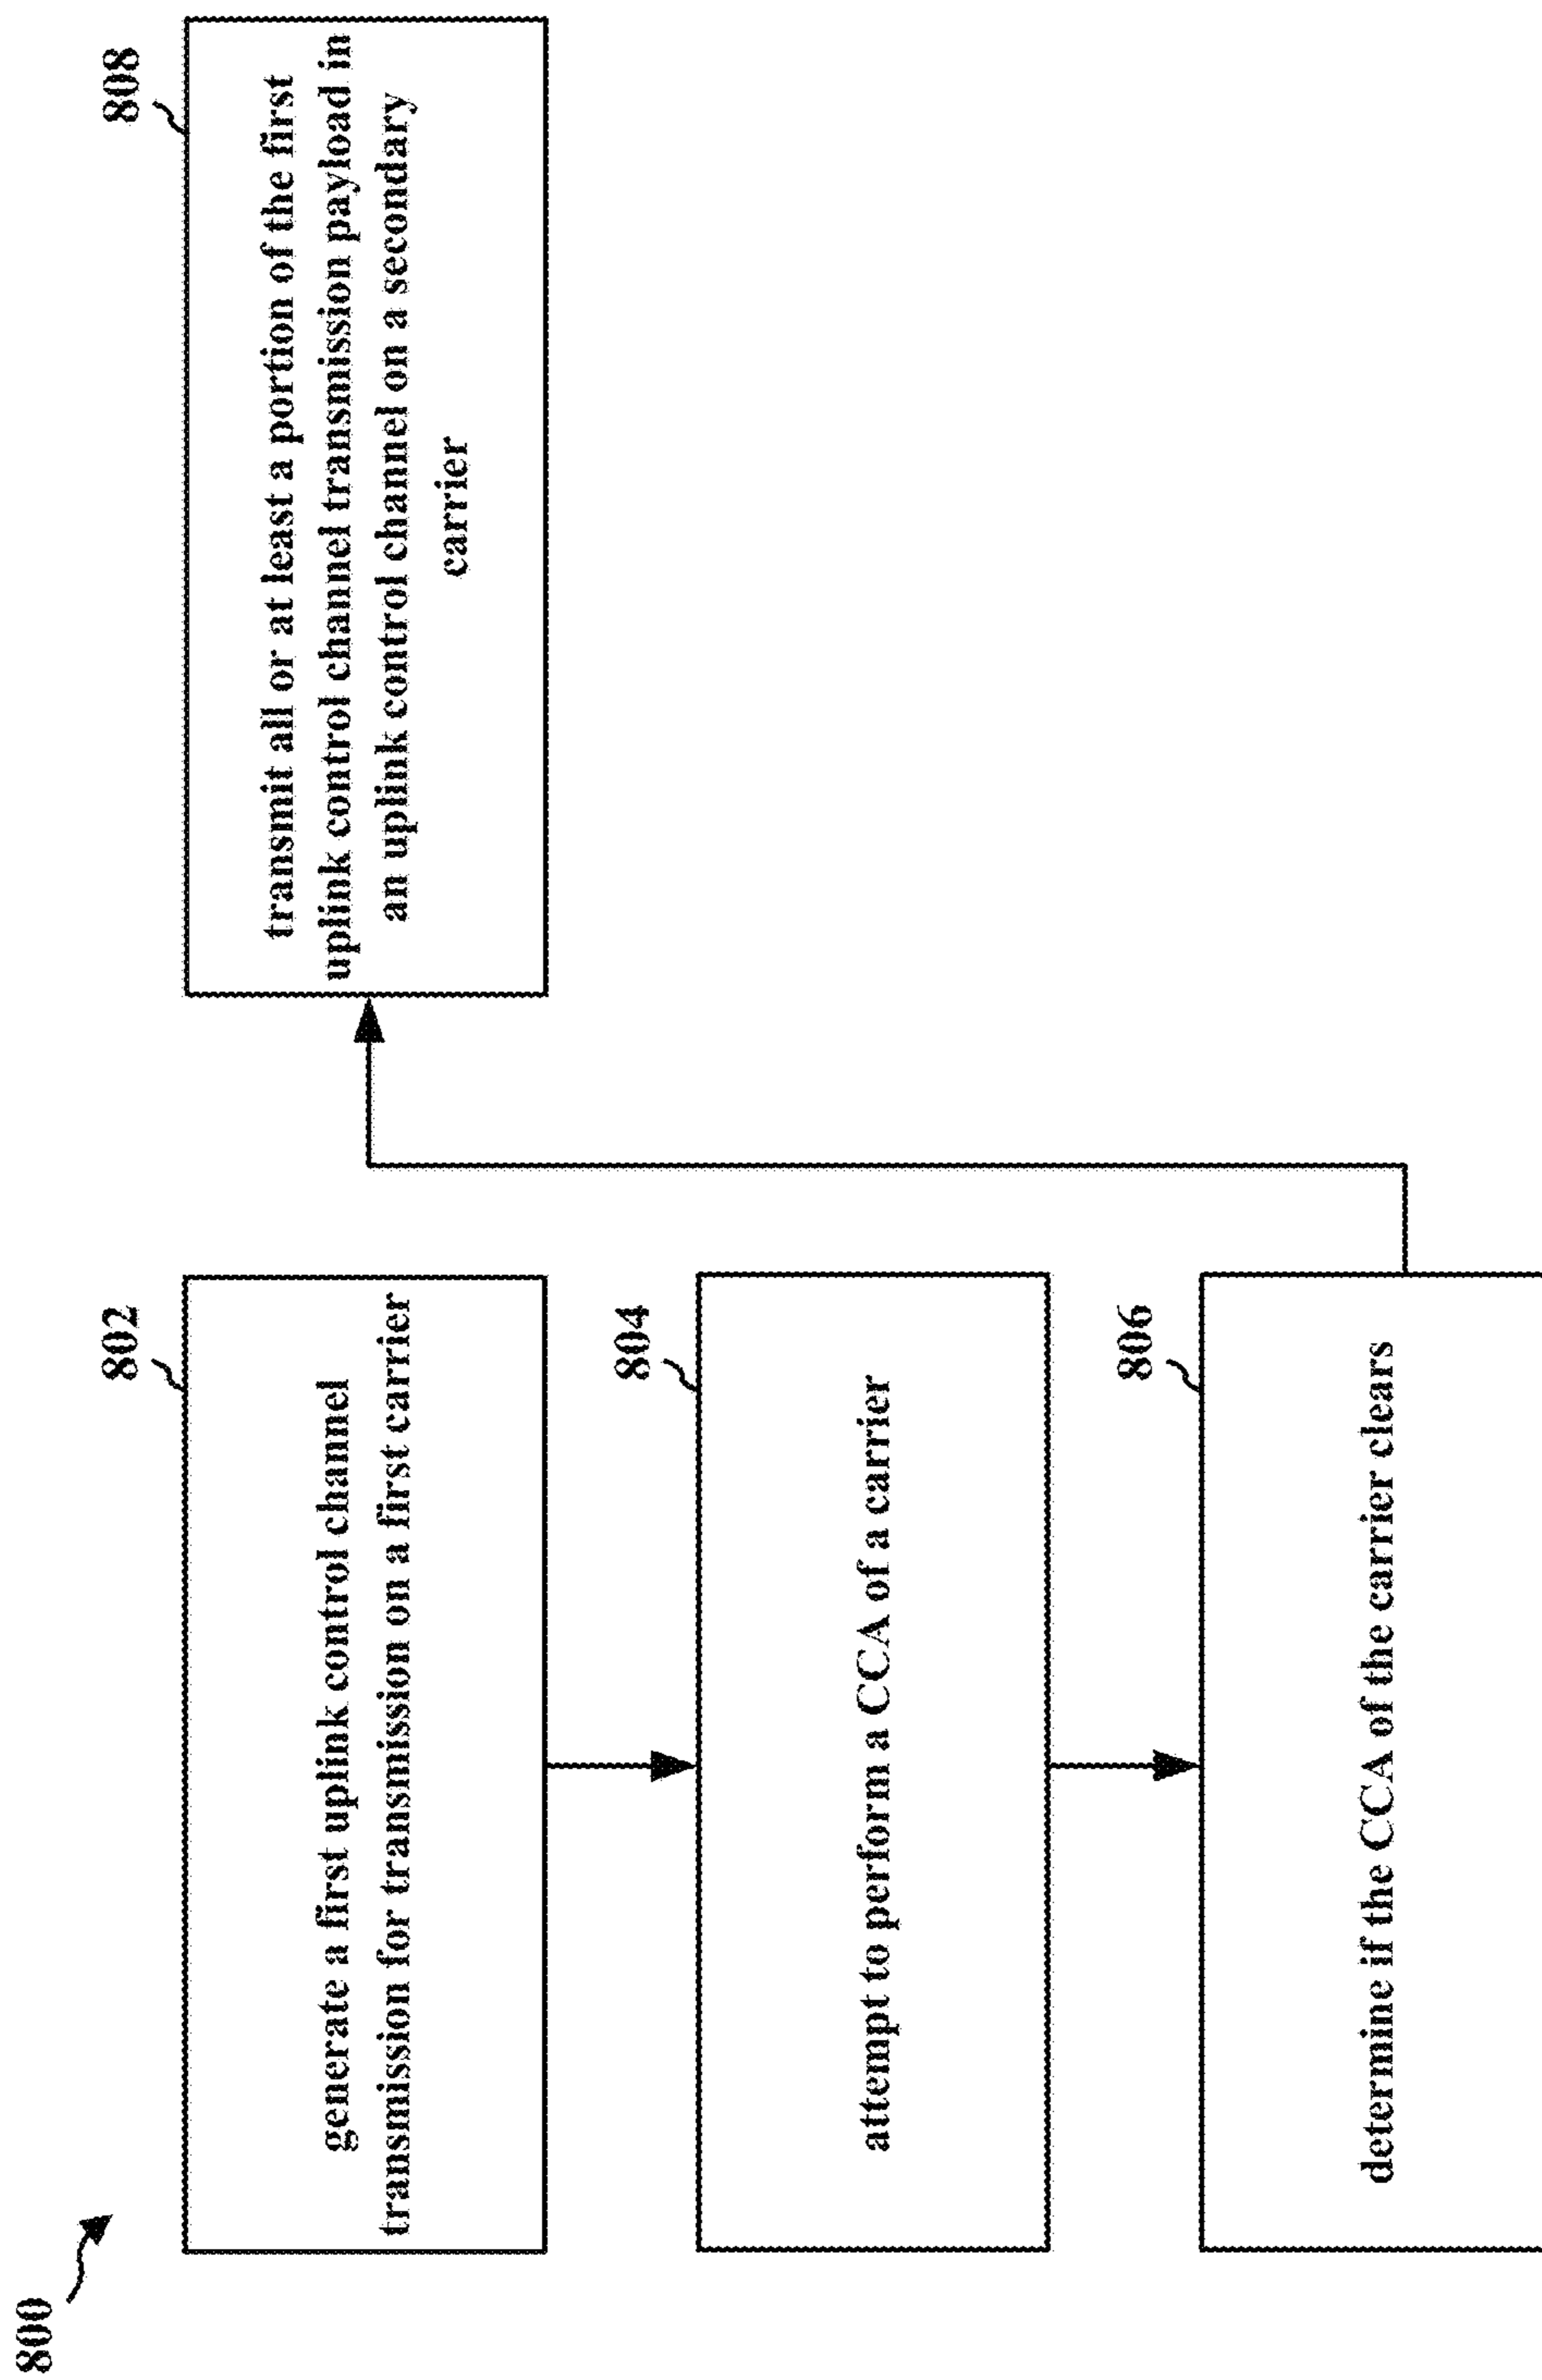 800
802
generate a first uplink control channel
transmission for transmission on a first carrier
804
attempt to perform a CCA of a carrier
806
determine if the CCA of the carrier clears
808
transmit all or at least a portion of the first
uplink control channel transmission payload in
an uplink control channel on a secondary
carrier